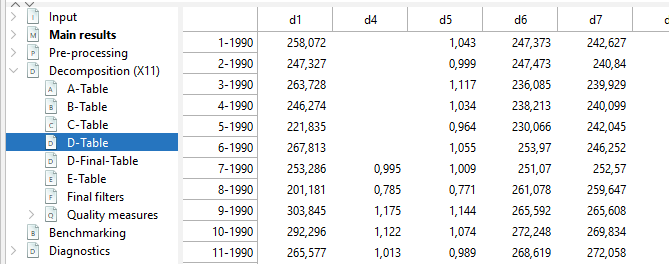 d1 d4 d5 d6 d7
Input
Main results
Pre-processing
Decomposition (X11)
A-Table
B-Table
C-Table
D-Table
D-Final-Table
E-Table
Final filters
Quality measures
Benchmarking
Diagnostics
1-1990 258,072 1,043 247,373 242,627
2-1990 247,327 0,999 247,473 240,84
3-1990 263,728 1,117 236,085 239,929
4-1990 246,274 1,034 238,213 240,099
5-1990 221,835 0,964 230,066 242,045
6-1990 267,813 1,055 253,97 246,252
7-1990 253,286 0,995 1,009 251,07 252,57
8-1990 201,181 0,785 0,771 261,078 259,647
9-1990 303,845 1,175 1,144 265,592 265,608
10-1990 292,296 1,122 1,074 272,248 269,834
11-1990 265,577 1,013 0,989 268,619 272,058